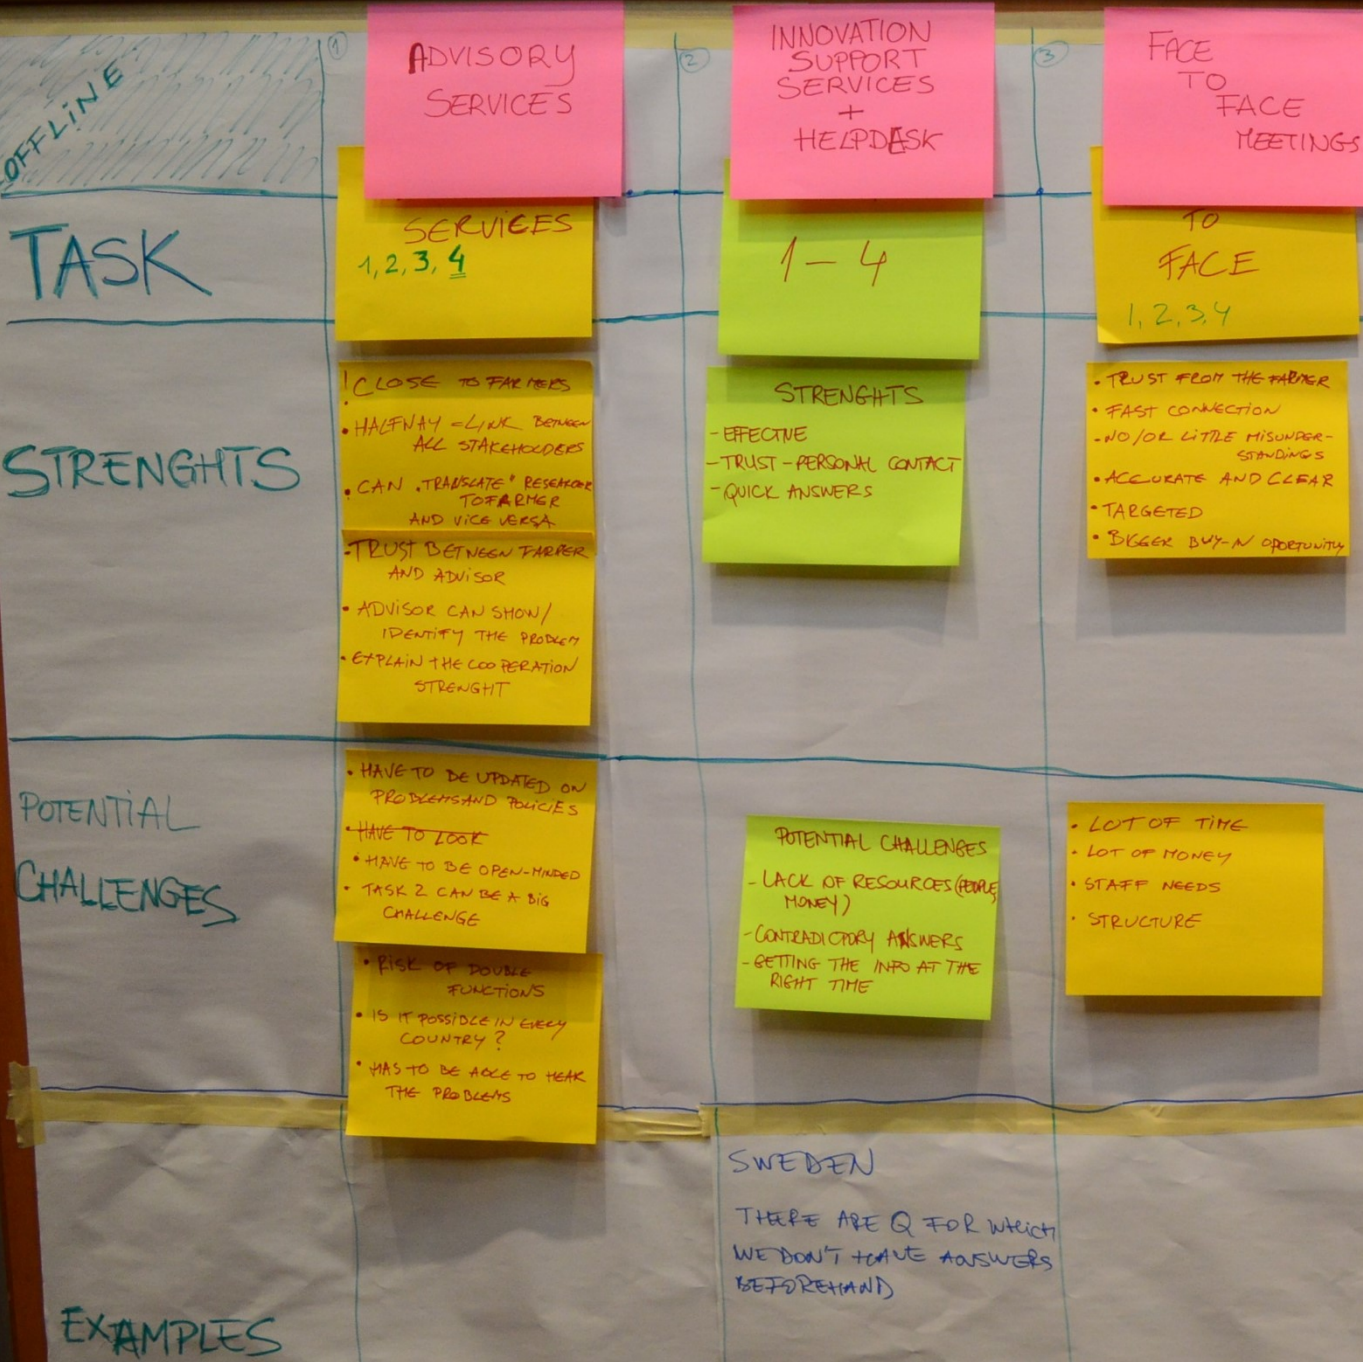 OFFLINE
1
ADVISORY
SERVICES
2
INNOVATION
SUPPORT
SERVICES
+
HELPDESK
3
FACE
TO
FACE
MEETINGS
TASK
SERVICES
1, 2, 3, 4
1 – 4
TO
FACE
1, 2, 3, 4
STRENGHTS
! CLOSE TO FARMERS
• HALFWAY = LINK BETWEEN
ALL STAKEHOLDERS
• CAN "TRANSLATE" RESEARCHER
TO FARMER
AND VICE VERSA
- TRUST BETWEEN FARMER
AND ADVISOR
• ADVISOR CAN SHOW/
IDENTIFY THE PROBLEM
• EXPLAIN THE COOPERATION
STRENGHT
STRENGHTS
- EFFECTIVE
- TRUST - PERSONAL CONTACT
- QUICK ANSWERS
• TRUST FROM THE FARMER
• FAST CONNECTION
• NO/OR LITTLE MISUNDER-
STANDINGS
• ACCURATE AND CLEAR
• TARGETED
• BIGGER BUY-IN OPORTUNITY
POTENTIAL
CHALLENGES
• HAVE TO BE UPDATED ON
PROBLEMS AND POLICIES
• HAVE TO LOOK
• HAVE TO BE OPEN-MINDED
• TASK 2 CAN BE A BIG
CHALLENGE
• RISK OF DOUBLE
FUNCTIONS
• IS IT POSSIBLE IN EVERY
COUNTRY?
• HAS TO BE ABLE TO HEAR
THE PROBLEMS
POTENTIAL CHALLENGES
- LACK OF RESOURCES (PEOPLE,
MONEY)
- CONTRADICTORY ANSWERS
- GETTING THE INFO AT THE
RIGHT TIME
• LOT OF TIME
• LOT OF MONEY
• STAFF NEEDS
• STRUCTURE
EXAMPLES
SWEDEN
THERE ARE Q FOR WHICH
WE DON'T HAVE ANSWERS
BEFOREHAND